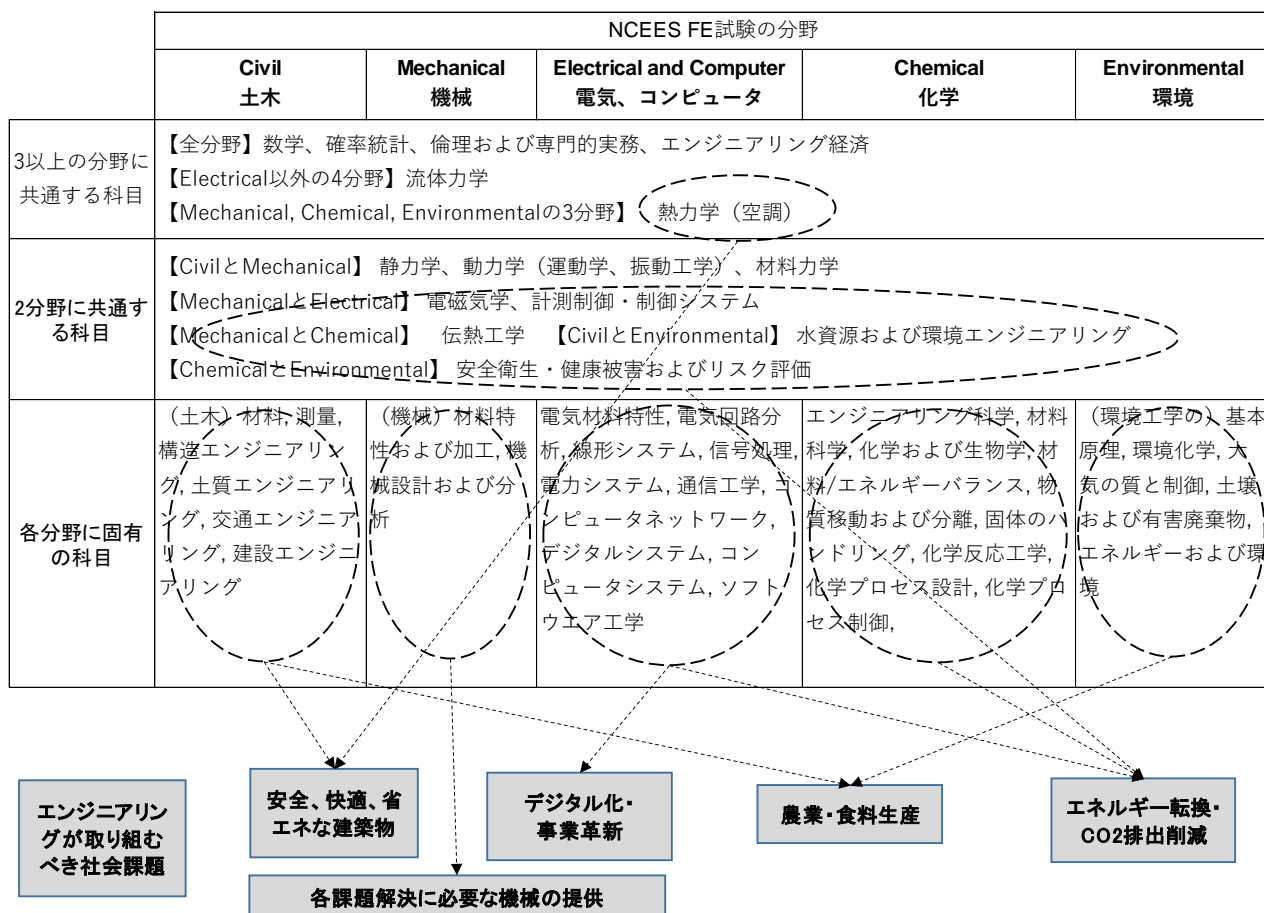 NCEES FE試験の分野
Civil
土木
Mechanical
機械
Electrical and Computer
電気、コンピュータ
Chemical
化学
Environmental
環境
3以上の分野に
共通する科目
【全分野】数学、確率統計、倫理および専門的実務、エンジニアリング経済
【Electrical以外の4分野】流体力学
【Mechanical, Chemical, Environmentalの3分野】 熱力学（空調）
2分野に共通す
る科目
【CivilとMechanical】 静力学、動力学（運動学、振動工学）、材料力学
【MechanicalとElectrical】 電磁気学、計測制御・制御システム
【MechanicalとChemical】 伝熱工学 【CivilとEnvironmental】 水資源および環境エンジニアリング
【ChemicalとEnvironmental】 安全衛生・健康被害およびリスク評価
各分野に固有
の科目
（土木）材料, 測量,
構造エンジニアリン
グ, 土質エンジニアリ
ング, 交通エンジニア
リング, 建設エンジニ
アリング
（機械）材料特
性および加工, 機
械設計および分
析
電気材料特性, 電気回路分
析, 線形システム, 信号処理,
電力システム, 通信工学, コ
ンピュータネットワーク,
デジタルシステム, コン
ピュータシステム, ソフト
ウエア工学
エンジニアリング科学, 材料
科学, 化学および生物学, 材
料/エネルギーバランス, 物
質移動および分離, 固体のハ
ンドリング, 化学反応工学,
化学プロセス設計, 化学プロ
セス制御,
（環境工学の）基本
原理, 環境化学, 大
気の質と制御, 土壌
および有害廃棄物,
エネルギーおよび環
境
エンジニアリン
グが取り組む
べき社会課題
安全、快適、省
エネな建築物
デジタル化・
事業革新
農業・食料生産
エネルギー転換・
CO2排出削減
各課題解決に必要な機械の提供